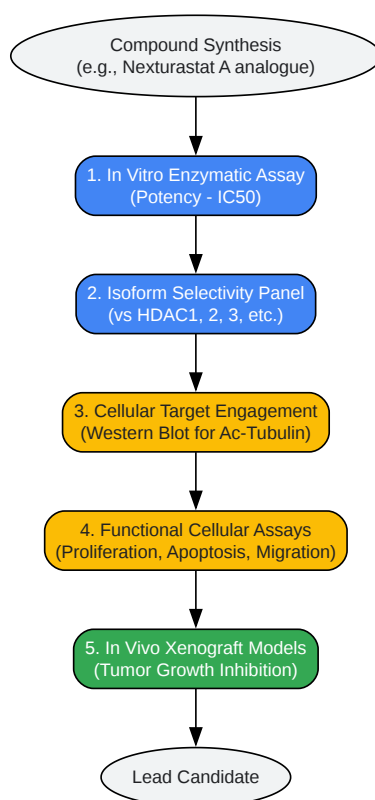 Compound Synthesis
(e.g., Nexturastat A analogue)
1. In Vitro Enzymatic Assay
(Potency - IC50)
2. Isoform Selectivity Panel
(vs HDAC1, 2, 3, etc.)
3. Cellular Target Engagement
(Western Blot for Ac-Tubulin)
4. Functional Cellular Assays
(Proliferation, Apoptosis, Migration)
5. In Vivo Xenograft Models
(Tumor Growth Inhibition)
Lead Candidate